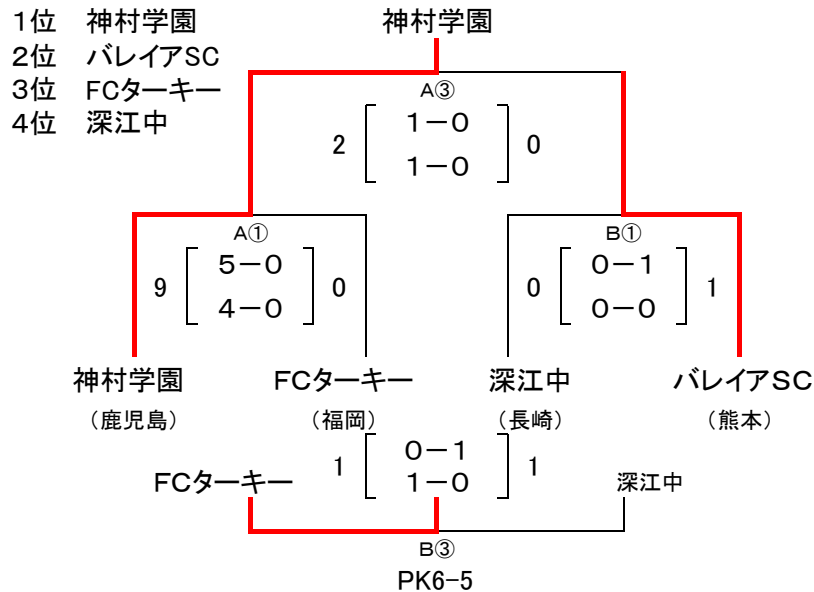 1位 神村学園
2位 バレイアSC
3位 FCターキー
4位 深江中
神村学園
A③
2 1－0 0
1－0
A①
9 5－0 0
4－0
B①
0 0－1 1
0－0
神村学園 FCターキー 深江中 バレイアSC
（鹿児島） （福岡） （長崎） （熊本）
FCターキー 1 0－1 1 深江中
1－0
B③
PK6-5